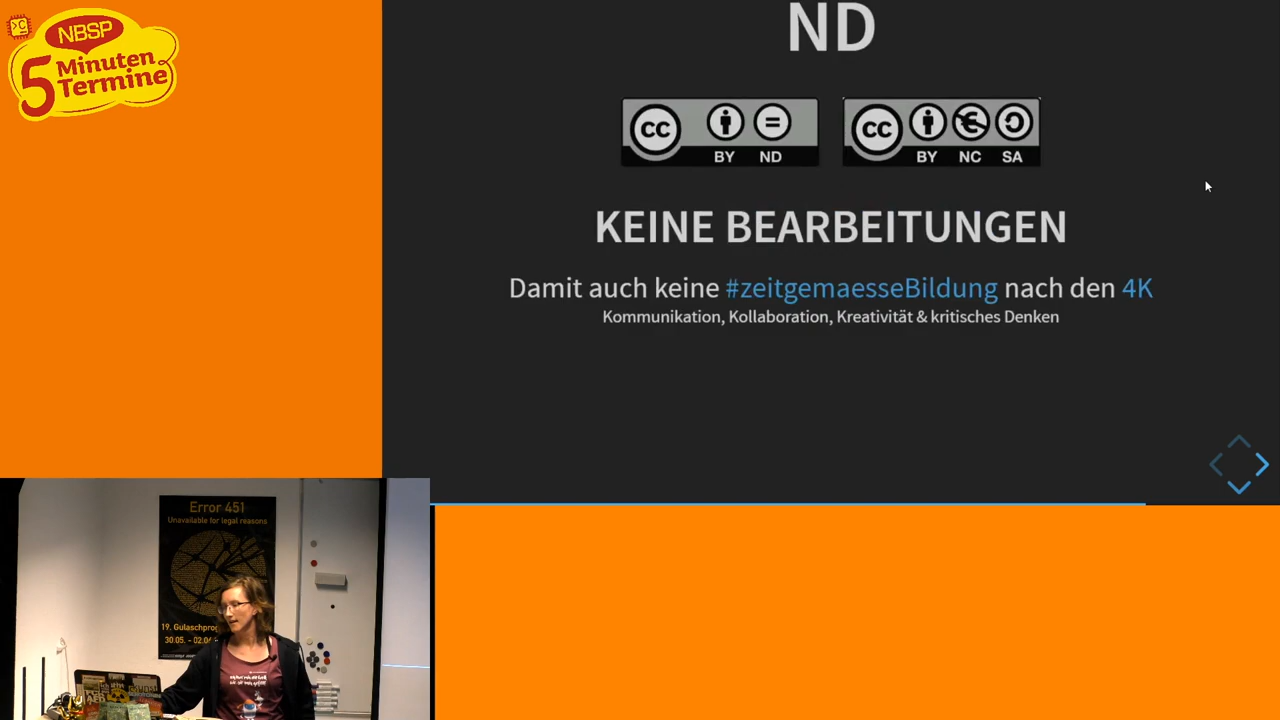 NBSP
5 Minuten
Termine
ND
CC BY ND
CC BY NC SA
KEINE BEARBEITUNGEN
Damit auch keine #zeitgemaesseBildung nach den 4K
Kommunikation, Kollaboration, Kreativität & kritisches Denken
Error 451
Unavailable for legal reasons
19. Gulaschprog
30.05. - 02.06